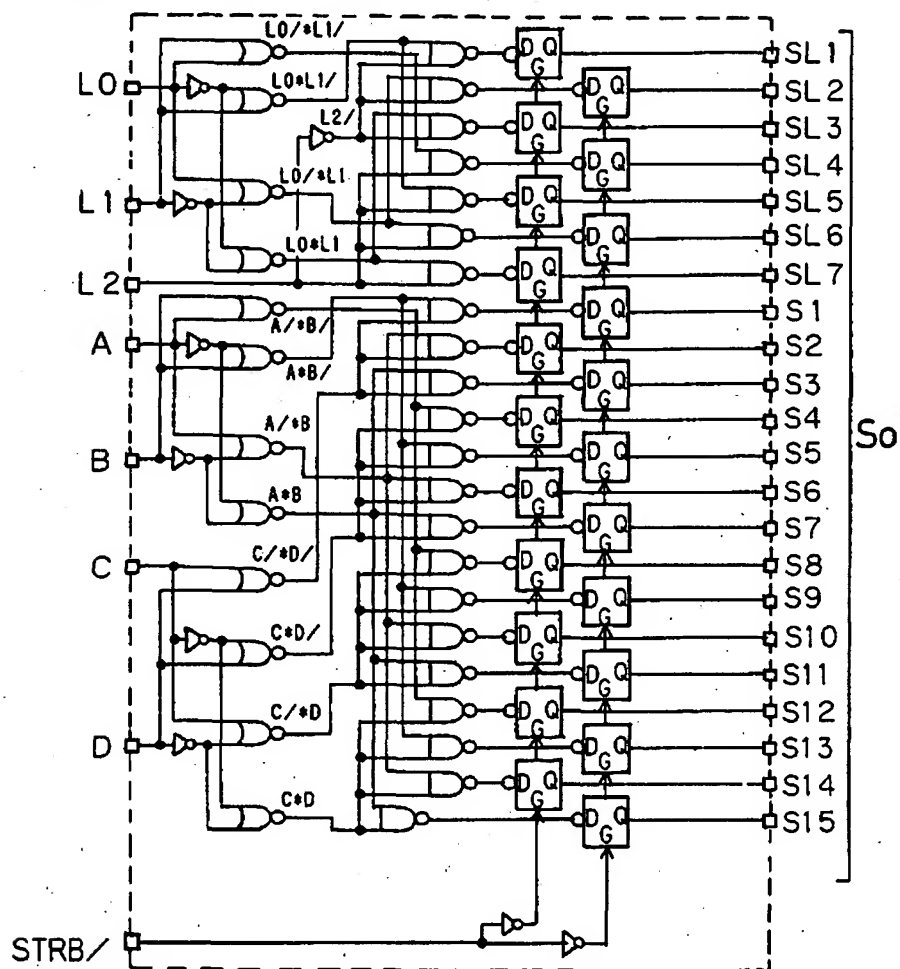 L0/*L1/
L0
L0*L1/
L2/
L0/*L1
L1
L0*L1
L2
A/*B/
A
A*B/
A/*B
B
A*B
C/*D/
C
C*D/
C/*D
D
C*D
STRB/
D Q
G
D Q
G
D Q
G
D Q
G
D Q
G
D Q
G
D Q
G
D Q
G
D Q
G
D Q
G
D Q
G
D Q
G
D Q
G
D Q
G
D Q
G
D Q
G
D Q
G
D Q
G
D Q
G
D Q
G
D Q
G
D Q
G
SL1
SL2
SL3
SL4
SL5
SL6
SL7
S1
S2
S3
S4
S5
S6
S7
S8
S9
S10
S11
S12
S13
S14
S15
So